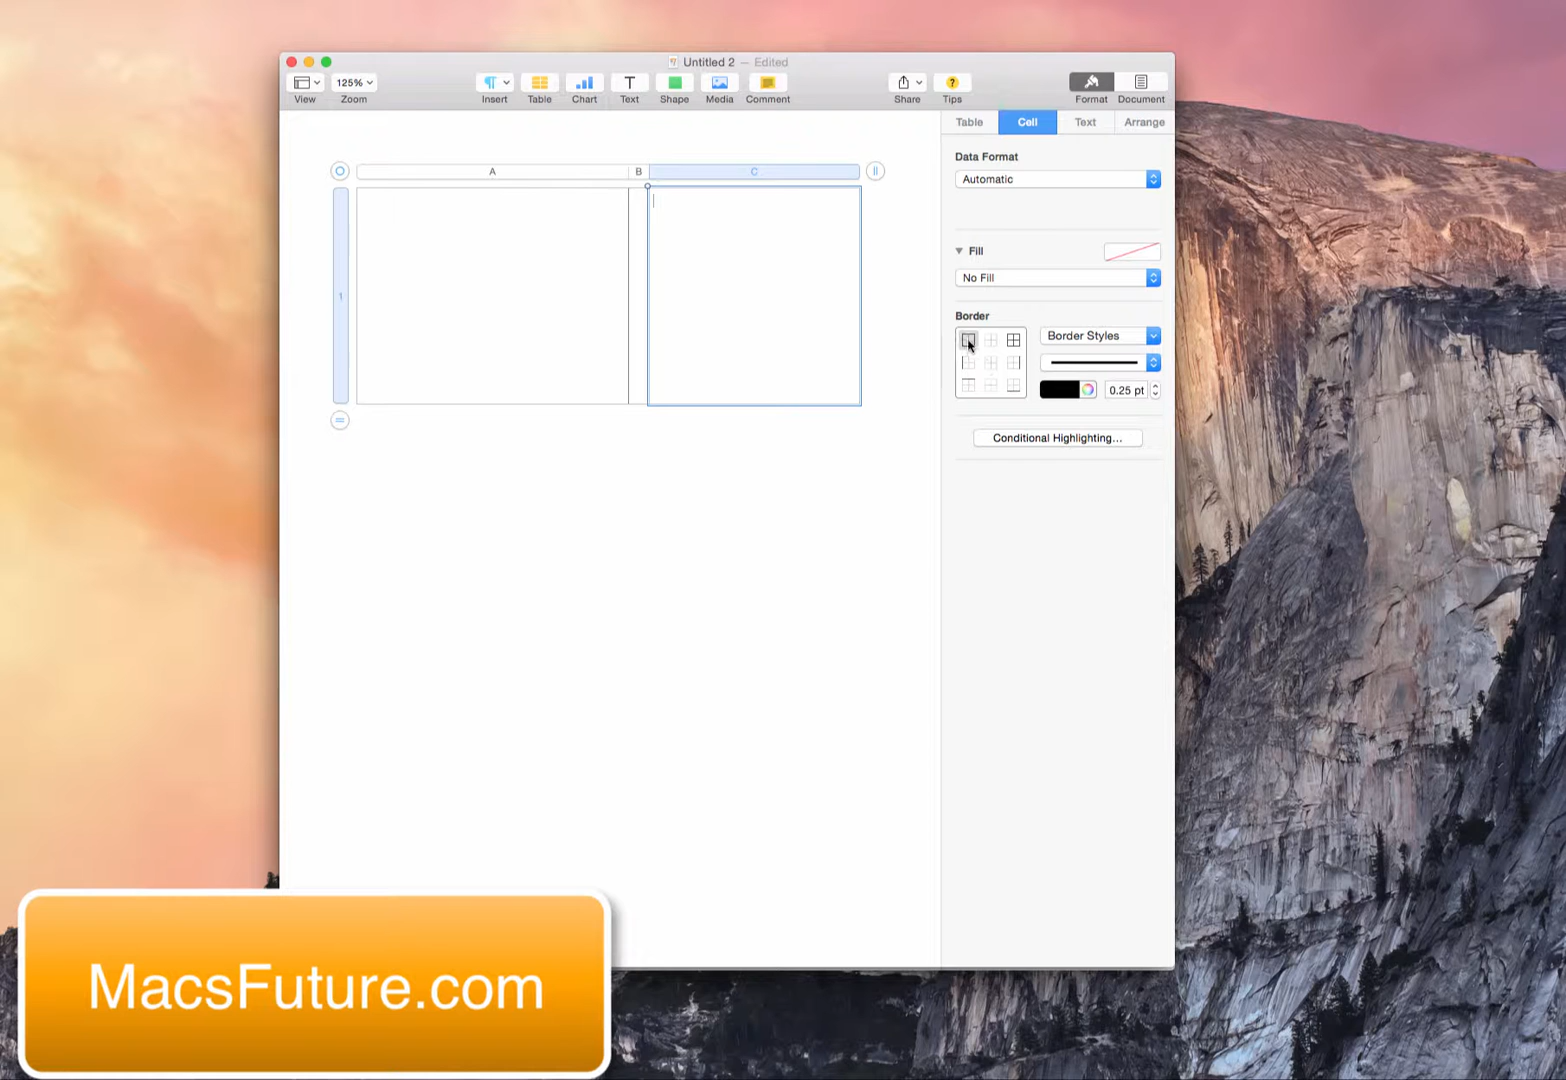 Untitled 2 — Edited
125%
View
Zoom
Insert
Table
Chart
Text
Shape
Media
Comment
Share
Tips
Format
Document
Table
Cell
Text
Arrange
A
B
C
1
Data Format
Automatic
Fill
No Fill
Border
Border Styles
0.25 pt
Conditional Highlighting...
MacsFuture.com